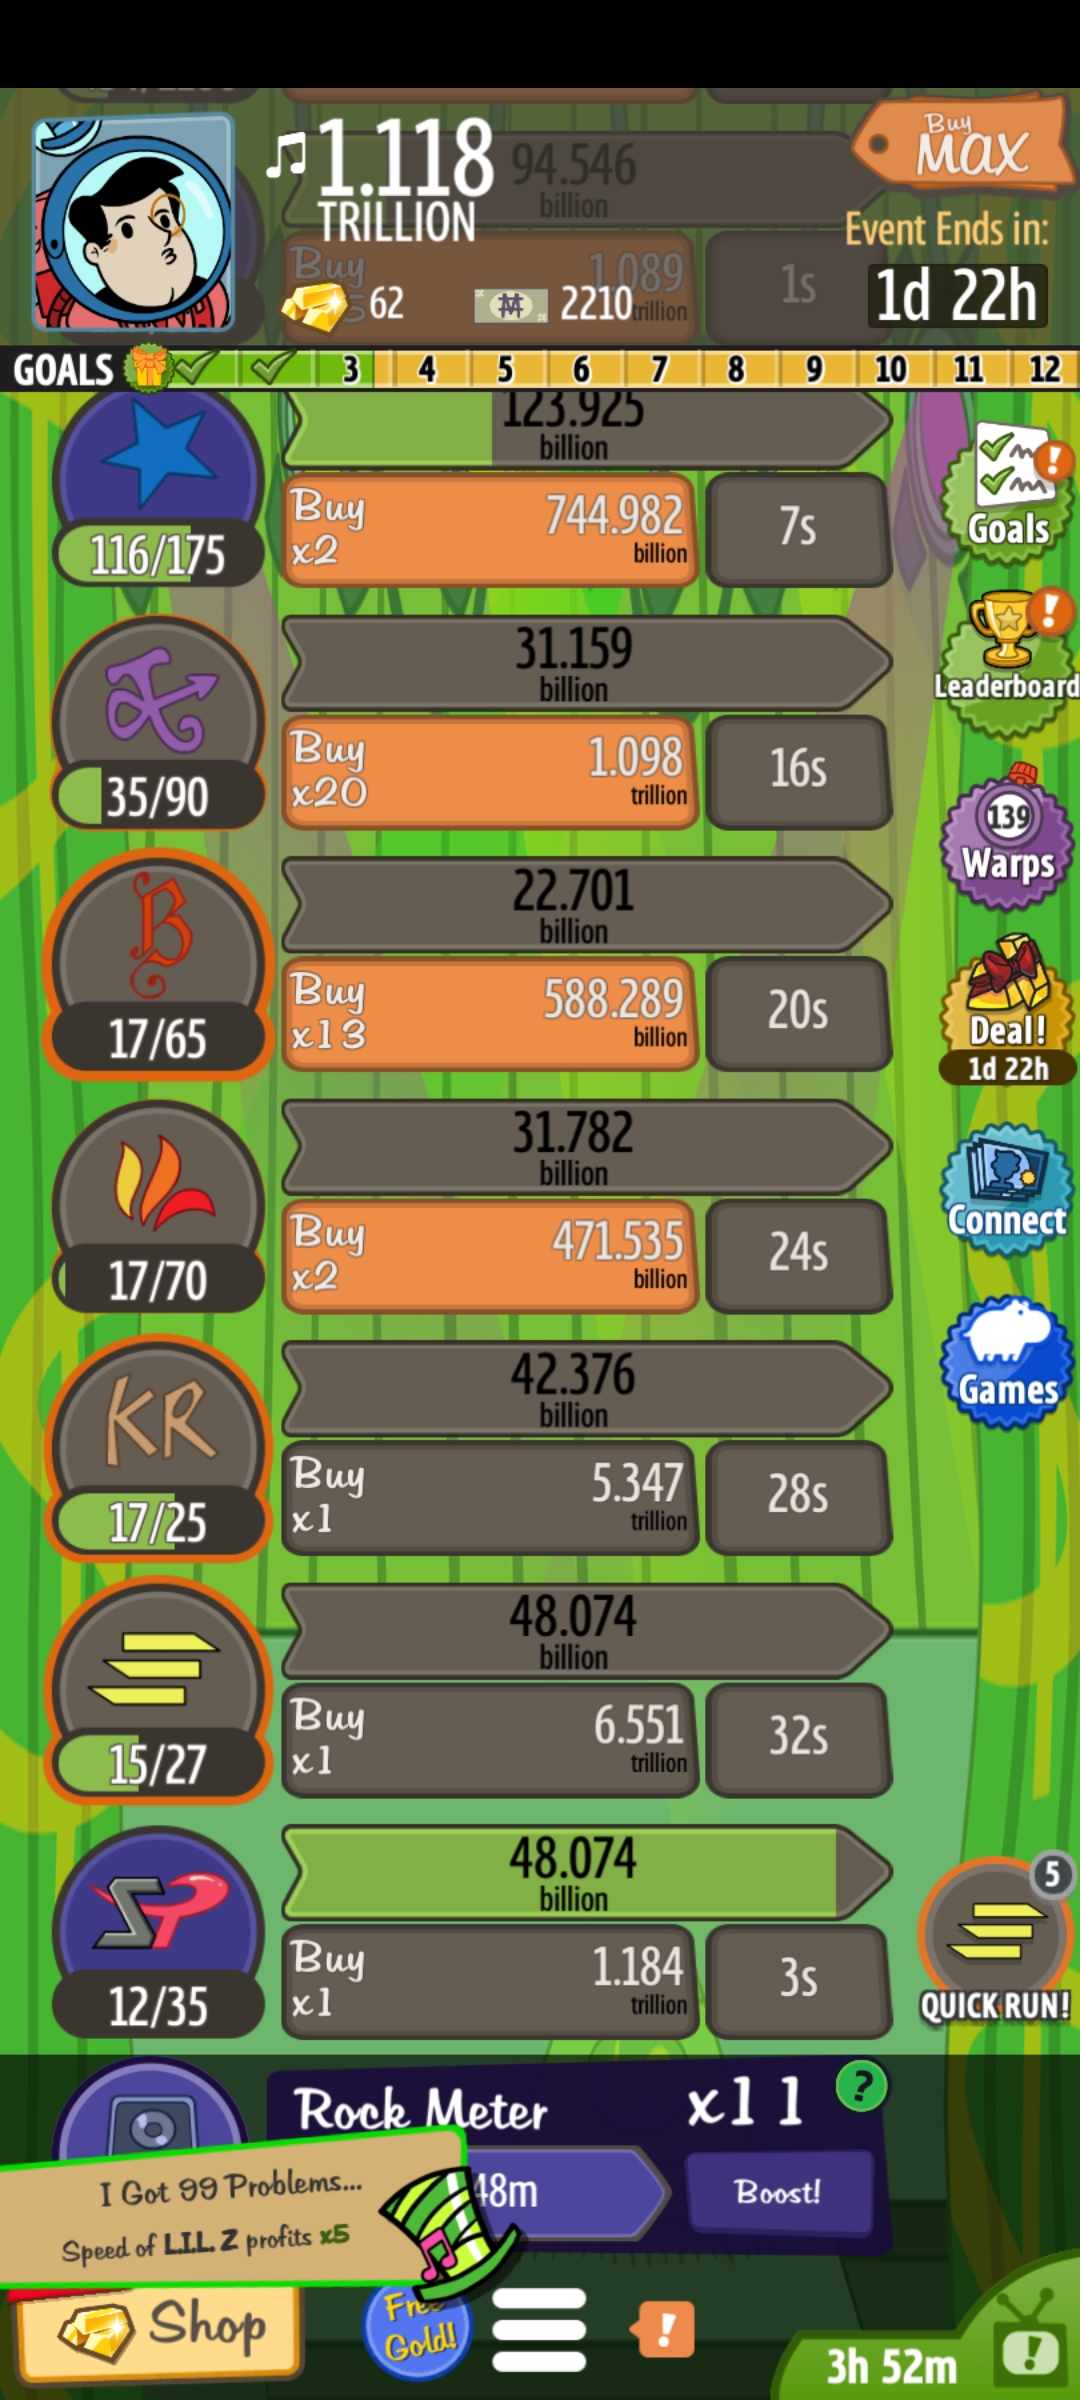 1.118
TRILLION
94.546
billion
Buy
MAX
Event Ends in:
1d 22h
Buy
1.089
trillion
1s
62
2210
GOALS
3
4
5
6
7
8
9
10
11
12
123.925
billion
Buy
x2
744.982
billion
7s
116/175
Goals
31.159
billion
Buy
x20
1.098
trillion
16s
35/90
Leaderboard
22.701
billion
B
Buy
x13
588.289
billion
20s
17/65
139
Warps
Deal!
1d 22h
31.782
billion
Buy
x2
471.535
billion
24s
17/70
Connect
42.376
billion
KR
Buy
x1
5.347
trillion
28s
17/25
Games
48.074
billion
Buy
x1
6.551
trillion
32s
15/27
48.074
billion
SP
Buy
x1
1.184
trillion
3s
12/35
5
QUICK RUN!
Rock Meter
x11
?
48m
Boost!
I Got 99 Problems...
Speed of L.I.L. Z profits x5
Shop
Free
Gold!
!
3h 52m
!